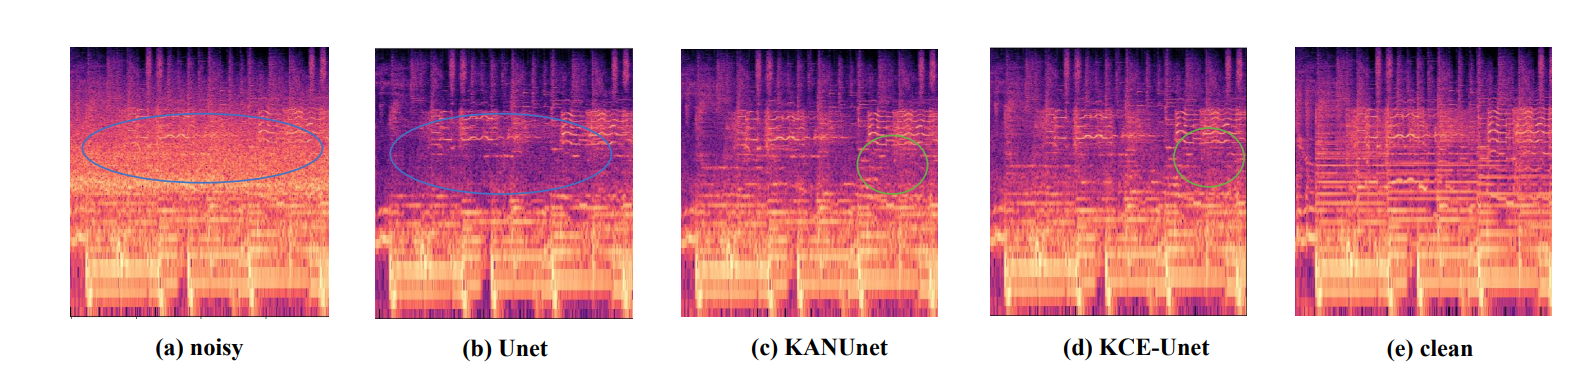 (a) noisy
(b) Unet
(c) KANUnet
(d) KCE-Unet
(e) clean